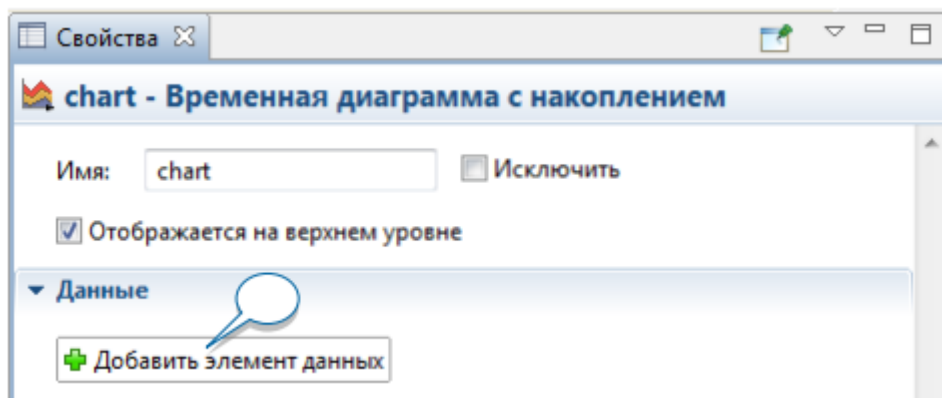 Свойства
chart - Временная диаграмма с накоплением
Имя: chart Исключить
Отображается на верхнем уровне
Данные
Добавить элемент данных